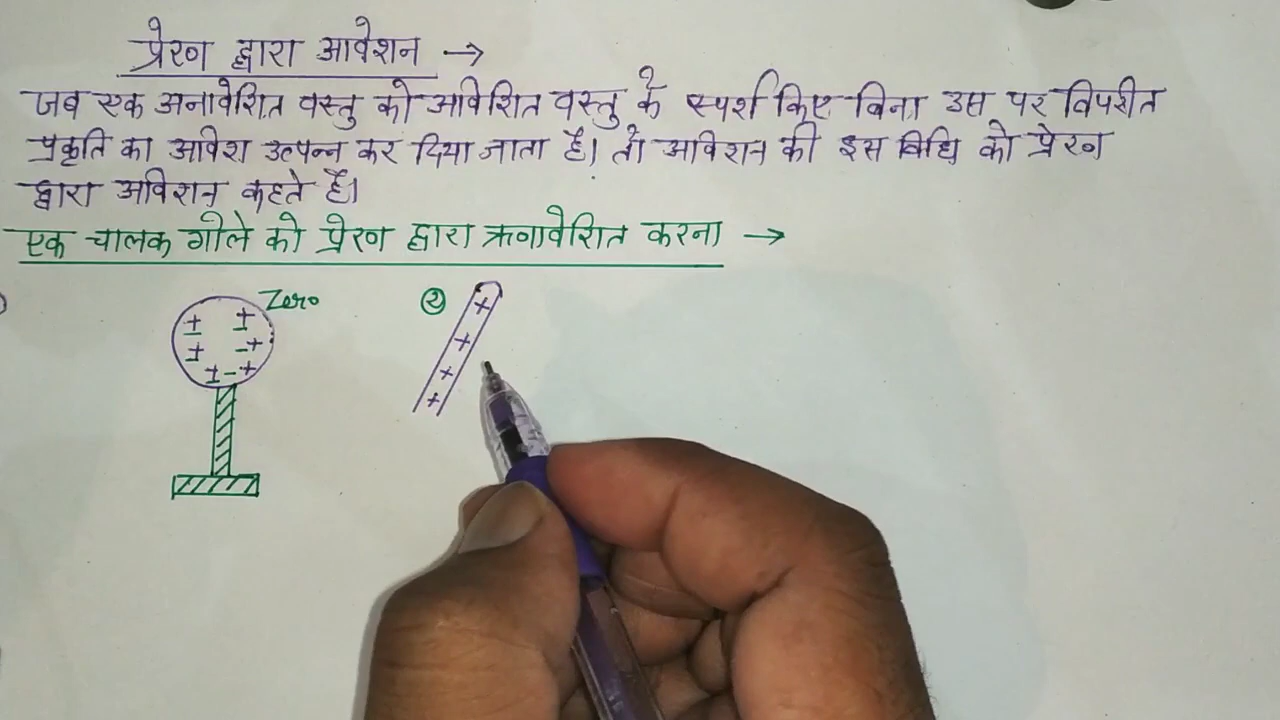 प्रेरण द्वारा आवेशन →
जब एक अनावेशित वस्तु को आवेशित वस्तु के स्पर्श किए बिना उस पर विपरीत
प्रकृति का आवेश उत्पन्न कर दिया जाता है। तो आवेशन की इस विधि को प्रेरण
द्वारा आवेशन कहते है।
एक चालक गोले को प्रेरण द्वारा ऋणावेशित करना →
Zero
२
± ±
± -+
± -+
+
+
+
+